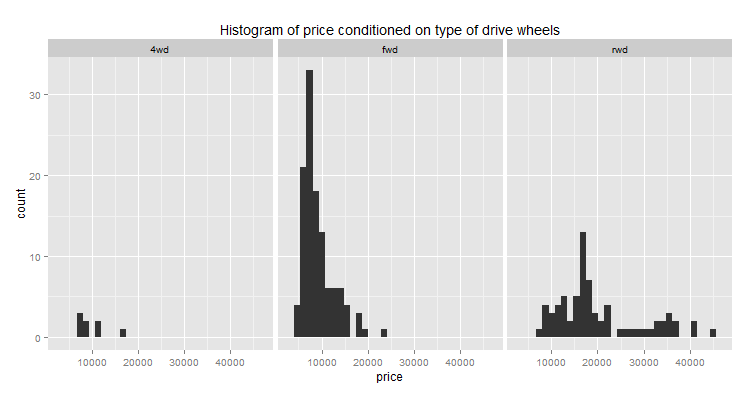 Histogram of price conditioned on type of drive wheels
4wd fwd rwd
30
20
10
0
count
10000 20000 30000 40000 10000 20000 30000 40000 10000 20000 30000 40000
price